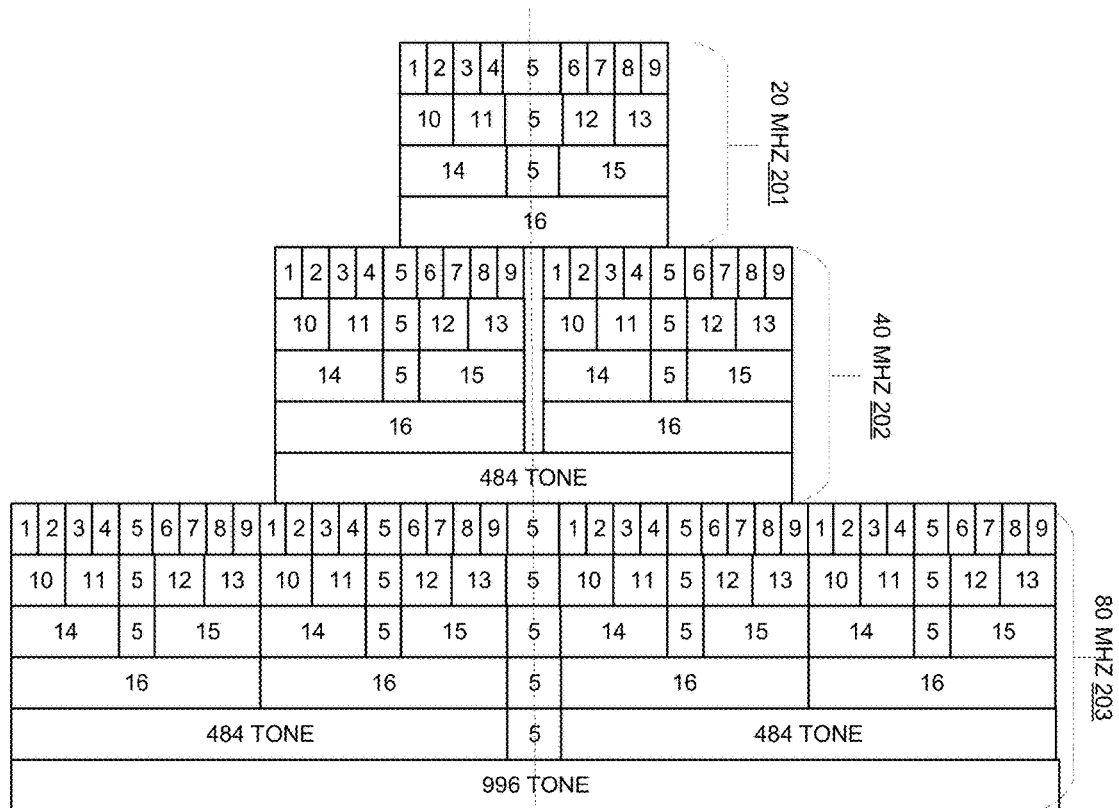 1 2 3 4 5 6 7 8 9
10 11 5 12 13
14 5 15
16
20 MHZ 201
1 2 3 4 5 6 7 8 9 1 2 3 4 5 6 7 8 9
10 11 5 12 13 10 11 5 12 13
14 5 15 14 5 15
16 16
484 TONE
40 MHZ 202
1 2 3 4 5 6 7 8 9 1 2 3 4 5 6 7 8 9 5 1 2 3 4 5 6 7 8 9 1 2 3 4 5 6 7 8 9
10 11 5 12 13 10 11 5 12 13 5 10 11 5 12 13 10 11 5 12 13
14 5 15 14 5 15 5 14 5 15 14 5 15
16 16 5 16 16
484 TONE 5 484 TONE
996 TONE
80 MHZ 203